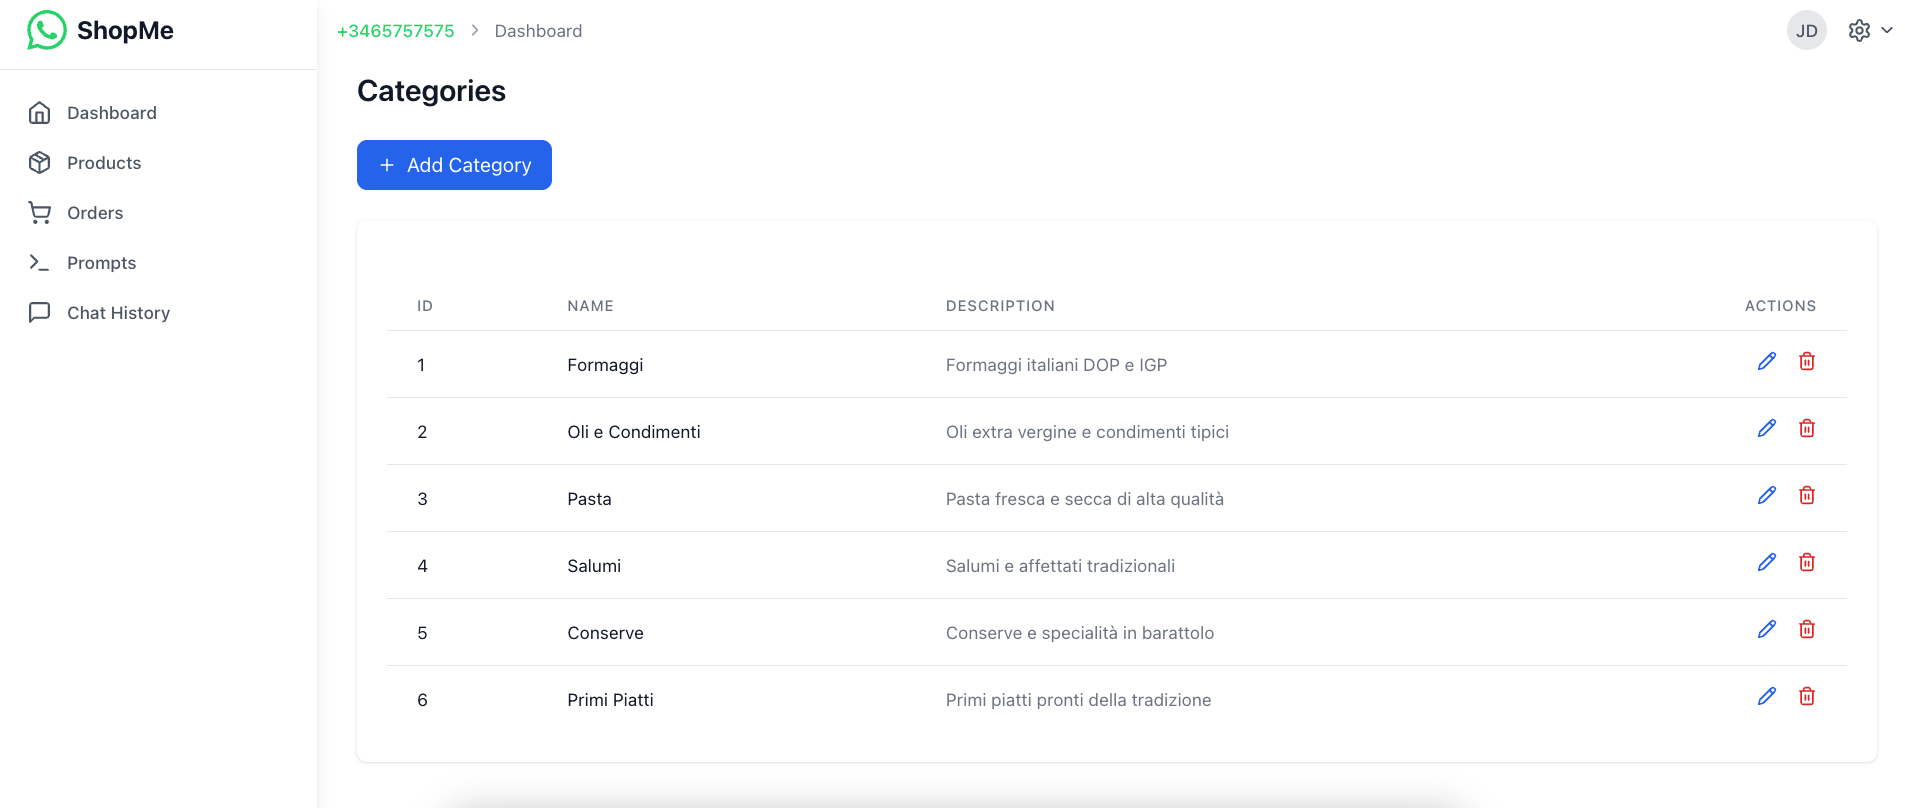 ShopMe
+3465757575 > Dashboard
JD
Dashboard
Products
Orders
Prompts
Chat History
Categories
+ Add Category
ID NAME DESCRIPTION ACTIONS
1 Formaggi Formaggi italiani DOP e IGP
2 Oli e Condimenti Oli extra vergine e condimenti tipici
3 Pasta Pasta fresca e secca di alta qualità
4 Salumi Salumi e affettati tradizionali
5 Conserve Conserve e specialità in barattolo
6 Primi Piatti Primi piatti pronti della tradizione